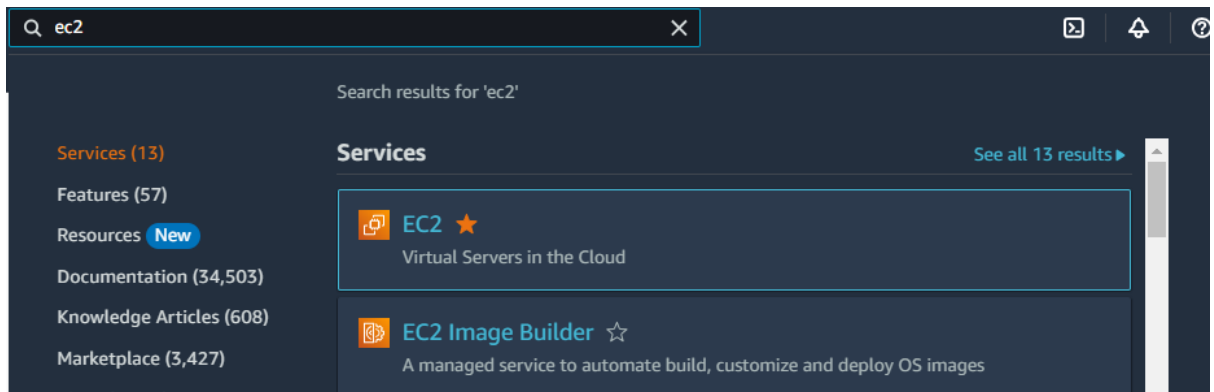 ec2
Search results for 'ec2'
Services (13)
Features (57)
Resources New
Documentation (34,503)
Knowledge Articles (608)
Marketplace (3,427)
Services
See all 13 results
EC2
Virtual Servers in the Cloud
EC2 Image Builder
A managed service to automate build, customize and deploy OS images